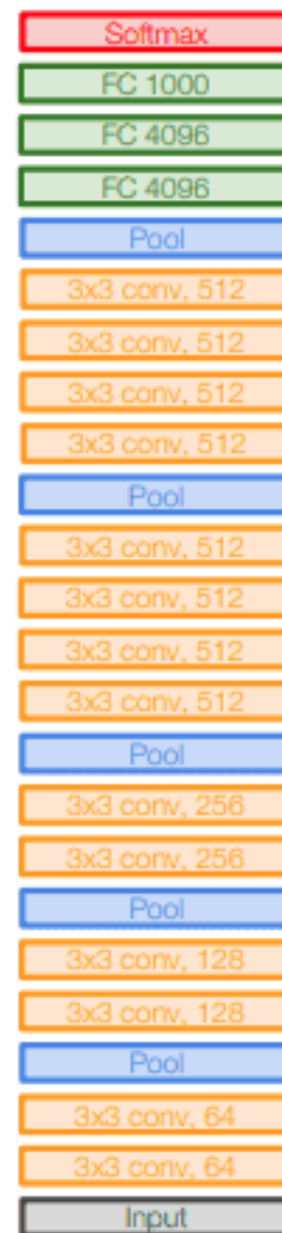 Softmax
FC 1000
FC 4096
FC 4096
Pool
3x3 conv, 512
3x3 conv, 512
3x3 conv, 512
3x3 conv, 512
Pool
3x3 conv, 512
3x3 conv, 512
3x3 conv, 512
3x3 conv, 512
Pool
3x3 conv, 256
3x3 conv, 256
Pool
3x3 conv, 128
3x3 conv, 128
Pool
3x3 conv, 64
3x3 conv, 64
Input